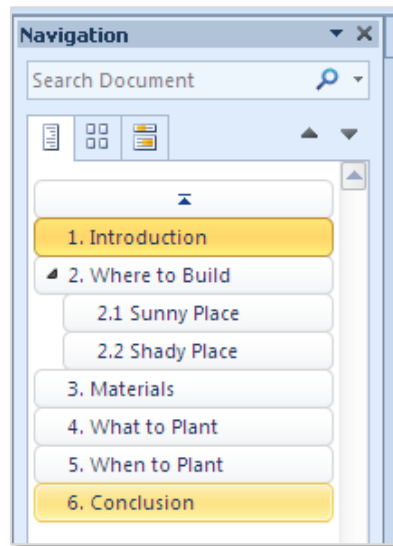 Navigation
Search Document
1. Introduction
2. Where to Build
2.1 Sunny Place
2.2 Shady Place
3. Materials
4. What to Plant
5. When to Plant
6. Conclusion